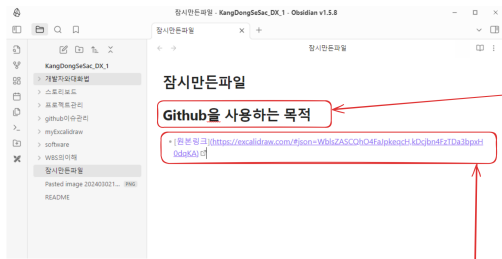 잠시만든파일 - KangDongSeSac_DX_1 - Obsidian v1.5.8
잠시만든파일
잠시만든파일
KangDongSeSac_DX_1
개발자와대화법
스토리보드
프로젝트관리
github이슈관리
myExcalidraw
software
WBS의이해
잠시만든파일
Pasted image 202403021... PNG
README
잠시만든파일
Github을 사용하는 목적
[원본링크](https://excalidraw.com/#json=WblsZASCOhO4FaJpkeqcH,kDcjbn4FzTDa3bpxH
0dqKA)